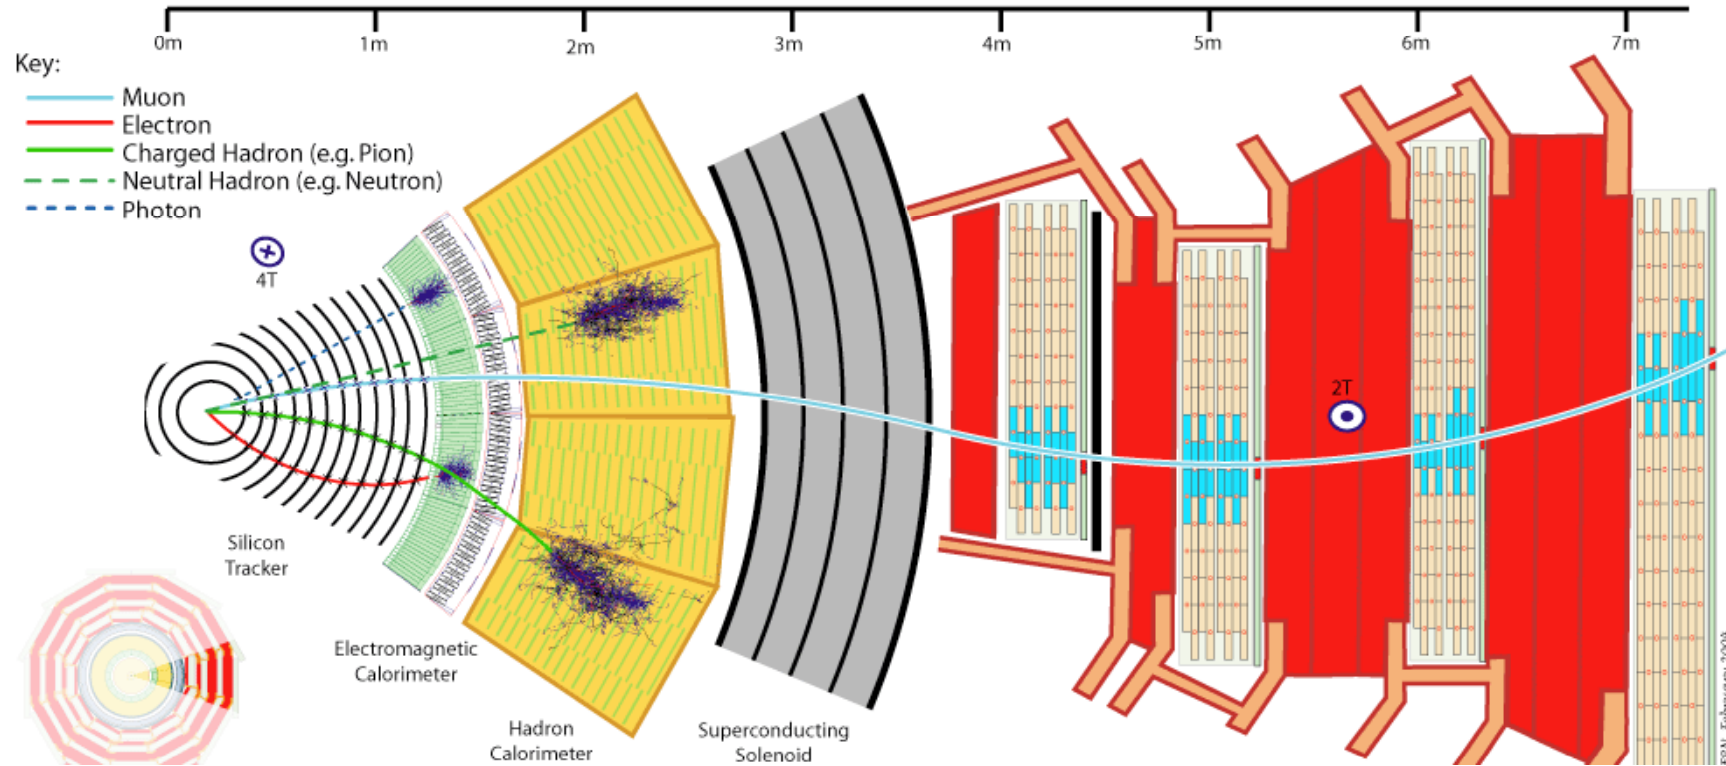 0m 1m 2m 3m 4m 5m 6m 7m
Key:
Muon
Electron
Charged Hadron (e.g. Pion)
Neutral Hadron (e.g. Neutron)
Photon
4T
2T
Silicon
Tracker
Electromagnetic
Calorimeter
Hadron
Calorimeter
Superconducting
Solenoid